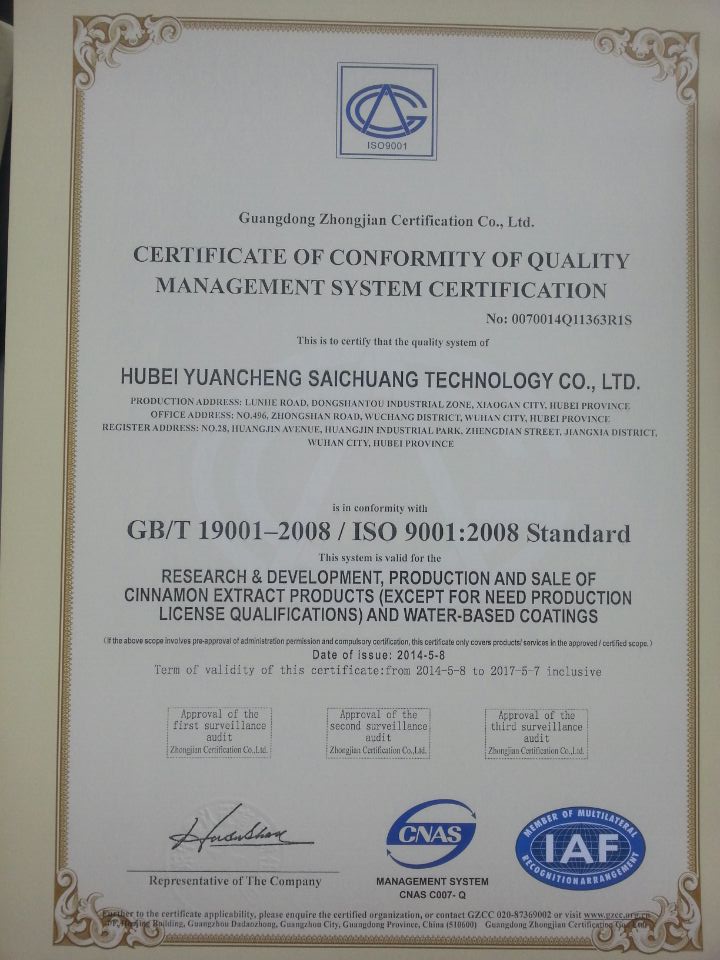 ISO9001
Guangdong Zhongjian Certification Co., Ltd.
CERTIFICATE OF CONFORMITY OF QUALITY
MANAGEMENT SYSTEM CERTIFICATION
No: 0070014Q11363R1S
This is to certify that the quality system of
HUBEI YUANCHENG SAICHUANG TECHNOLOGY CO., LTD.
PRODUCTION ADDRESS: LUNHE ROAD, DONGSHANTOU INDUSTRIAL ZONE, XIAOGAN CITY, HUBEI PROVINCE
OFFICE ADDRESS: NO.496, ZHONGSHAN ROAD, WUCHANG DISTRICT, WUHAN CITY, HUBEI PROVINCE
REGISTER ADDRESS: NO.28, HUANGJIN AVENUE, HUANGJIN INDUSTRIAL PARK, ZHENGDIAN STREET, JIANGXIA DISTRICT,
WUHAN CITY, HUBEI PROVINCE
is in conformity with
GB/T 19001–2008 / ISO 9001:2008 Standard
This system is valid for the
RESEARCH & DEVELOPMENT, PRODUCTION AND SALE OF
CINNAMON EXTRACT PRODUCTS (EXCEPT FOR NEED PRODUCTION
LICENSE QUALIFICATIONS) AND WATER-BASED COATINGS
(If the above scope involves pre-approval of administration permission and compulsory certification, this certificate only covers products/ services in the approved / certified scope.)
Date of issue: 2014-5-8
Term of validity of this certificate:from 2014-5-8 to 2017-5-7 inclusive
Approval of the first surveillance audit
Zhongjian Certification Co.,Ltd.
Approval of the second surveillance audit
Zhongjian Certification Co.,Ltd.
Approval of the third surveillance audit
Zhongjian Certification Co.,Ltd.
Representative of The Company
CNAS
MANAGEMENT SYSTEM
CNAS C007- Q
MEMBER OF MULTILATERAL
IAF
RECOGNITION ARRANGEMENT
Further to the certificate applicability, please enquire the certified organization, or contact GZCC 020-87369002 or visit www.gzcc.org.cn
Building, Guangzhou Dadaozhong, Guangzhou City, Guangdong Province, China (510600) Guangdong Zhongjian Certification Co., Ltd